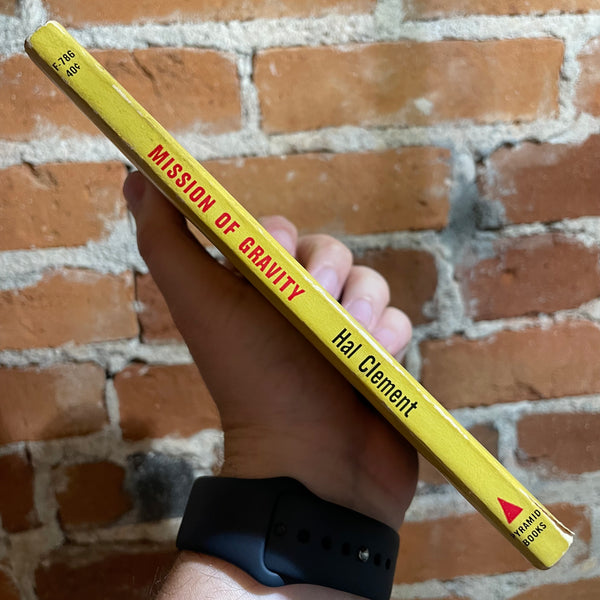 F-786
40¢
MISSION OF GRAVITY
Hal Clement
PYRAMID
BOOKS